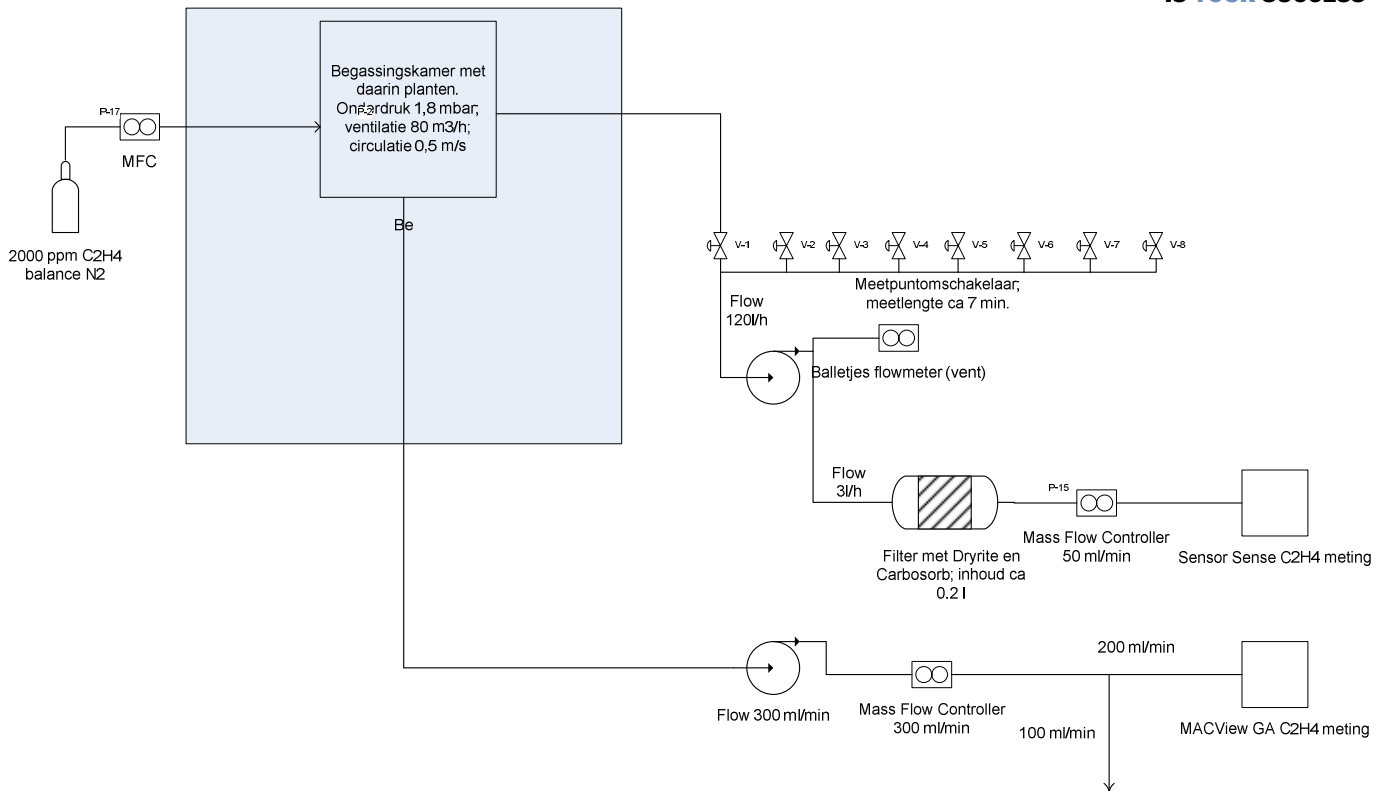 IS YOUR SUCCESS
Begassingskamer met
daarin planten.
Onderdruk 1,8 mbar;
ventilatie 80 m3/h;
circulatie 0,5 m/s
P-17
MFC
2000 ppm C2H4
balance N2
Be
V-1
V-2
V-3
V-4
V-5
V-6
V-7
V-8
Meetpuntomschakelaar;
meetlengte ca 7 min.
Flow
120l/h
Balletjes flowmeter (vent)
Flow
3l/h
P-15
Filter met Dryrite en
Carbosorb; inhoud ca
0.2 l
Mass Flow Controller
50 ml/min
Sensor Sense C2H4 meting
Flow 300 ml/min
Mass Flow Controller
300 ml/min
200 ml/min
100 ml/min
MACView GA C2H4 meting